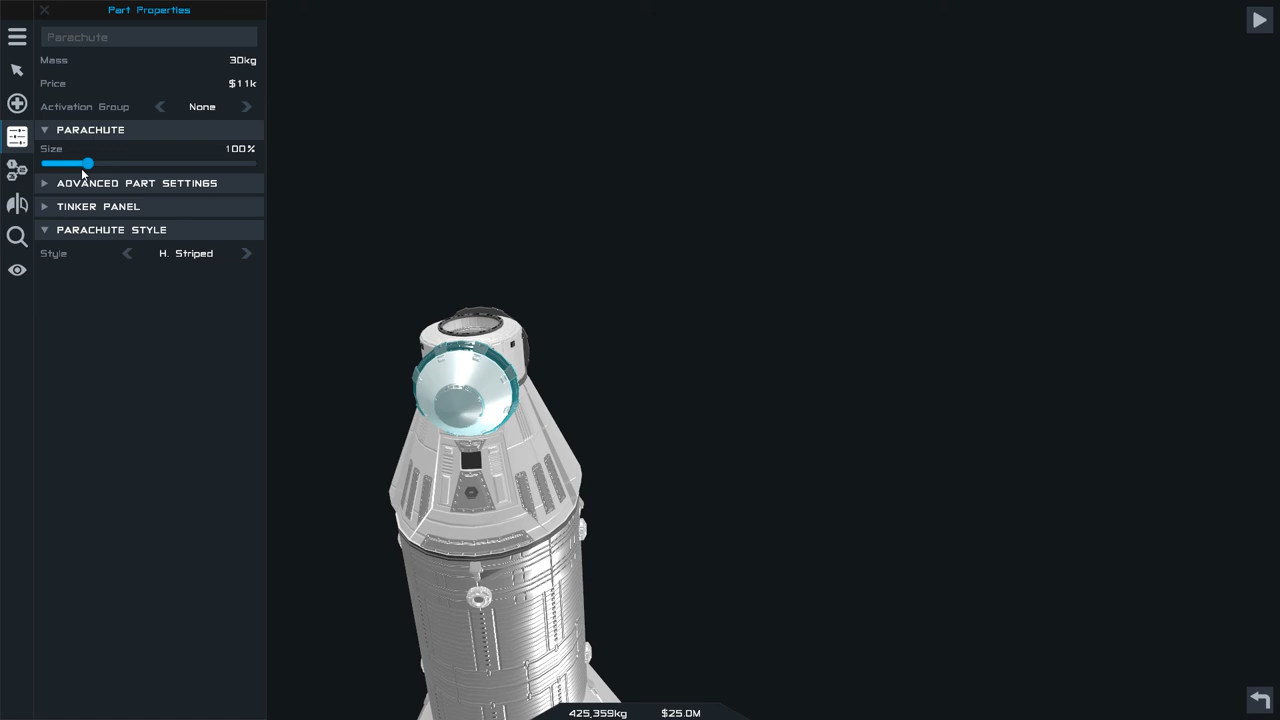 Part Properties
Parachute
Mass 30kg
Price $11k
Activation Group None
PARACHUTE
Size 100%
ADVANCED PART SETTINGS
TINKER PANEL
PARACHUTE STYLE
Style H. Striped
425,359kg $25.0M